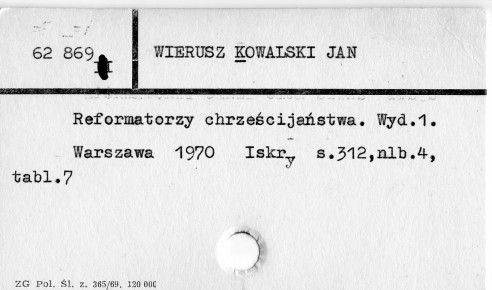 62 869
WIERUSZ KOWALSKI JAN
Reformatorzy chrześcijaństwa. Wyd.1.
Warszawa 1970 Iskry s.312,nlb.4,
tabl.7
ZG Pol. Śl. z. 365/69, 120 000